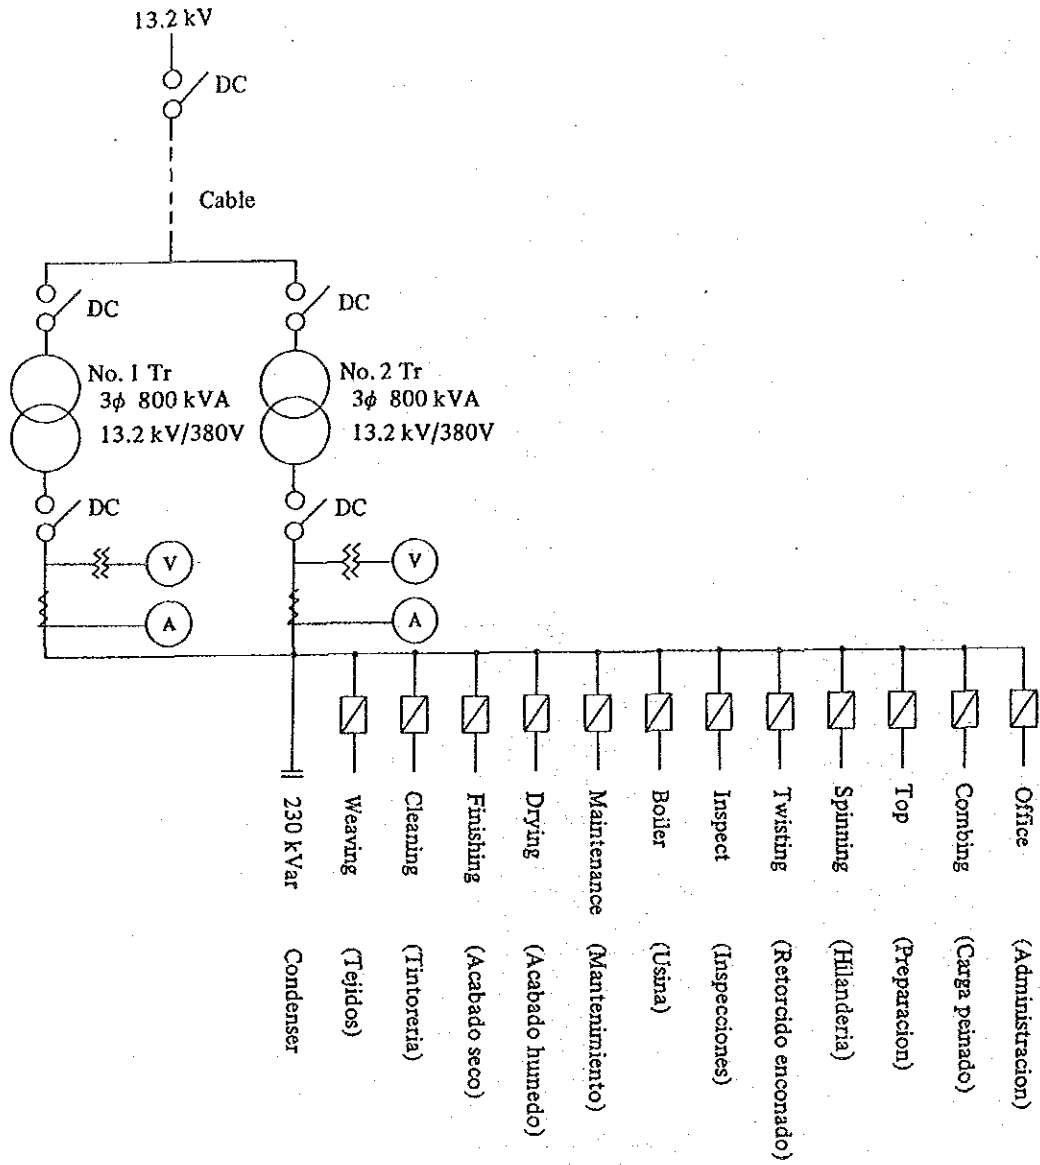 13.2 kV
DC
Cable
DC
DC
No. 1 Tr
3φ 800 kVA
13.2 kV/380V
No. 2 Tr
3φ 800 kVA
13.2 kV/380V
DC
DC
V
V
A
A
230 kVar Condenser
Weaving (Tejidos)
Cleaning (Tintoreria)
Finishing (Acabado seco)
Drying (Acabado humedo)
Maintenance (Mantenimiento)
Boiler (Usina)
Inspect (Inspecciones)
Twisting (Retorcido enconado)
Spinning (Hilanderia)
Top (Preparacion)
Combing (Carga peinado)
Office (Administracion)